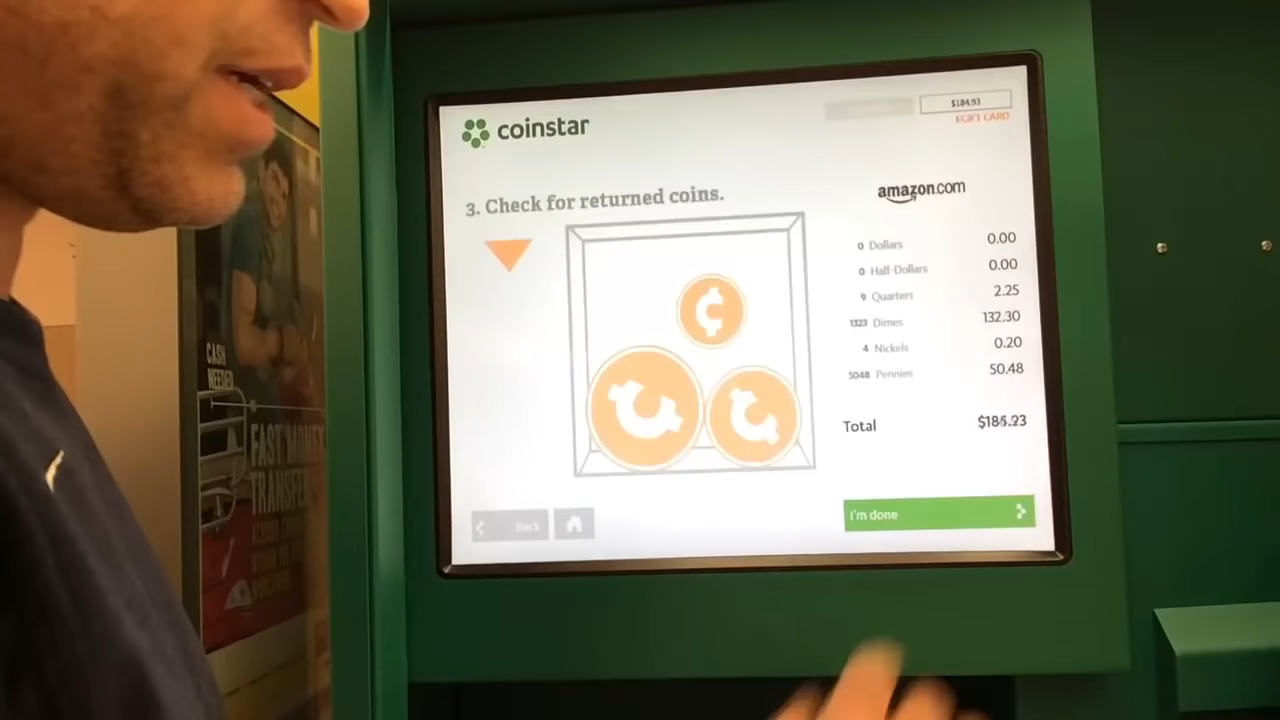 coinstar
$184.93
EGIFT CARD
3. Check for returned coins.
amazon.com
0 Dollars 0.00
0 Half-Dollars 0.00
9 Quarters 2.25
1323 Dimes 132.30
4 Nickels 0.20
5048 Pennies 50.48
Total
Back
I'm done
CASH
NEEDED
FAST MONEY
TRANSFER